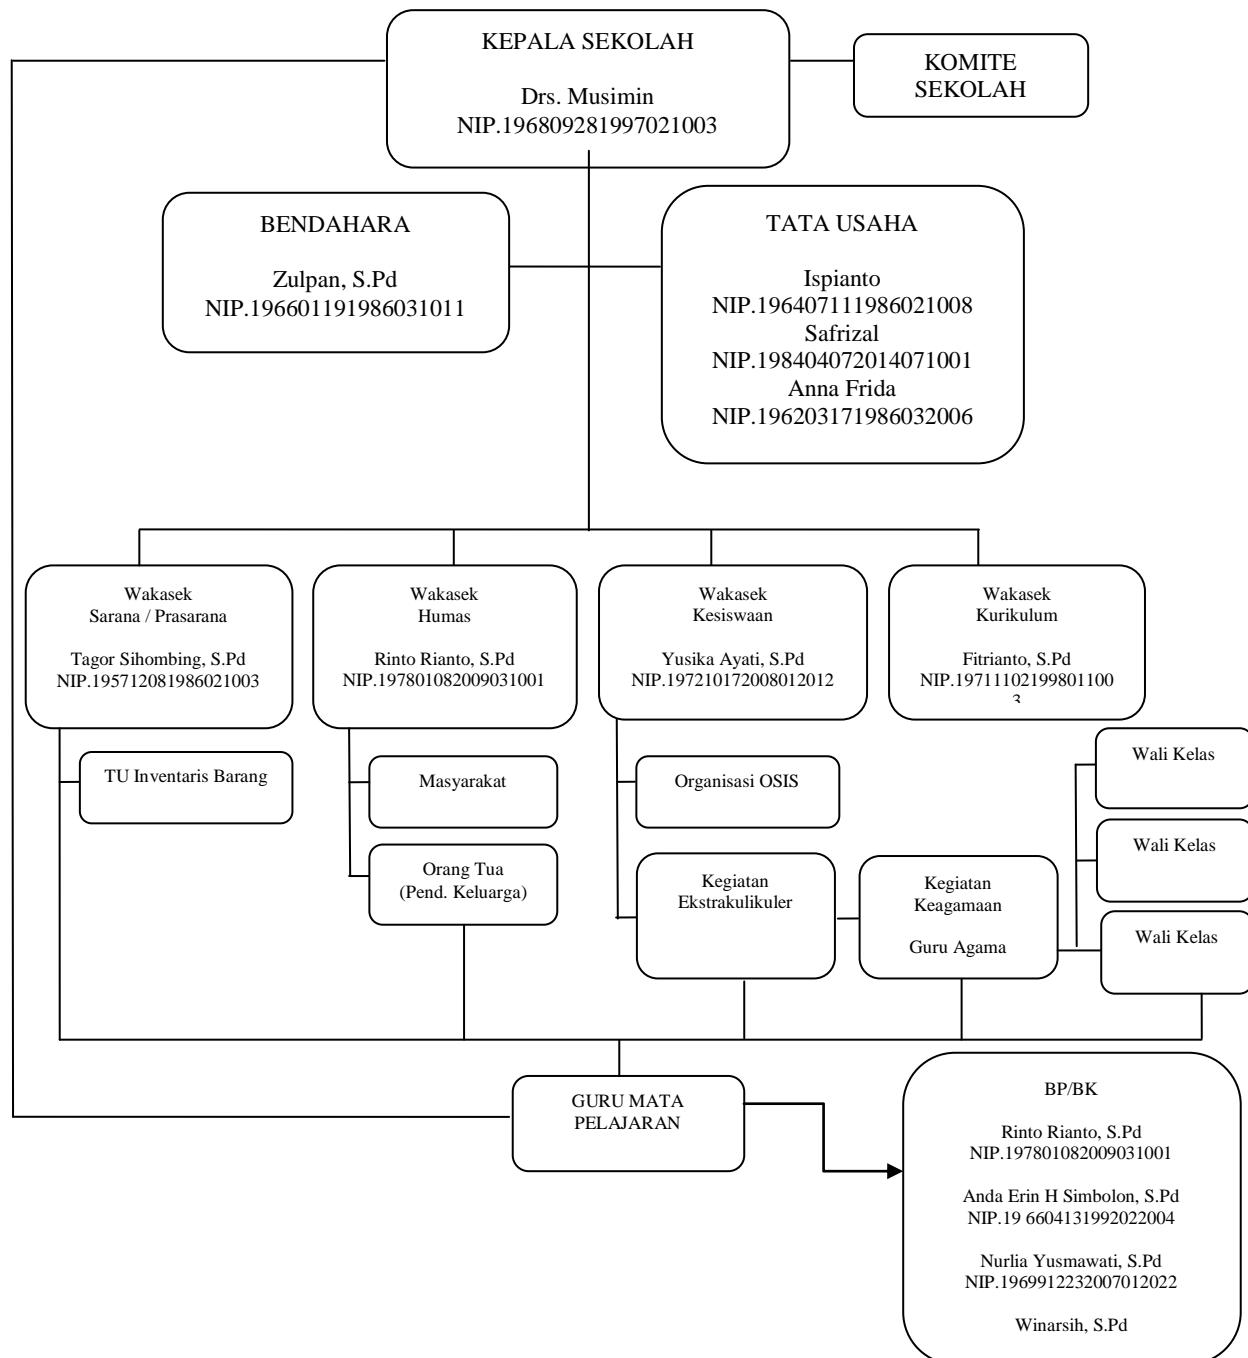 KEPALA SEKOLAH
Drs. Musimin
NIP.196809281997021003
KOMITE
SEKOLAH
BENDAHARA
Zulpan, S.Pd
NIP.196601191986031011
TATA USAHA
Ispianto
NIP.196407111986021008
Safrizal
NIP.198404072014071001
Anna Frida
NIP.196203171986032006
Wakasek
Sarana / Prasarana
Tagor Sihombing, S.Pd
NIP.195712081986021003
Wakasek
Humas
Rinto Rianto, S.Pd
NIP.197801082009031001
Wakasek
Kesiswaan
Yusika Ayati, S.Pd
NIP.197210172008012012
Wakasek
Kurikulum
Fitrianto, S.Pd
NIP.19711102199801100
3
TU Inventaris Barang
Masyarakat
Orang Tua
(Pend. Keluarga)
Organisasi OSIS
Kegiatan
Ekstrakulikuler
Kegiatan
Keagamaan
Guru Agama
Wali Kelas
Wali Kelas
Wali Kelas
GURU MATA
PELAJARAN
BP/BK
Rinto Rianto, S.Pd
NIP.197801082009031001
Anda Erin H Simbolon, S.Pd
NIP.19 6604131992022004
Nurlia Yusmawati, S.Pd
NIP.1969912232007012022
Winarsih, S.Pd